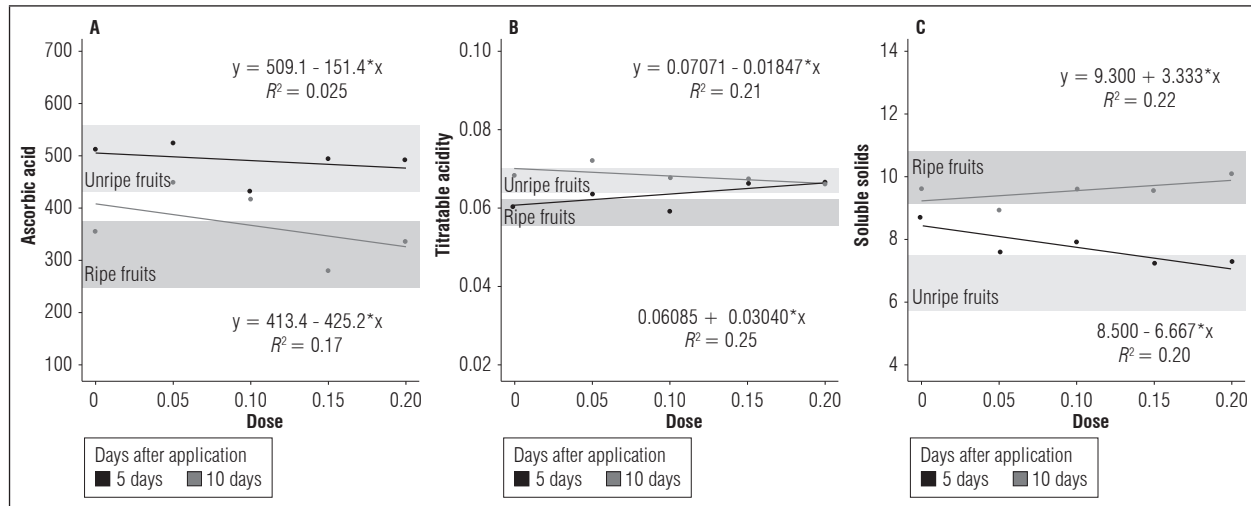 A
Ascorbic acid
700
600
500
400
300
200
100
y = 509.1 - 151.4*x
R² = 0.025
Unripe fruits
Ripe fruits
y = 413.4 - 425.2*x
R² = 0.17
0 0.05 0.10 0.15 0.20
Dose
Days after application
5 days 10 days
B
Titratable acidity
0.10
0.08
0.06
0.04
0.02
y = 0.07071 - 0.01847*x
R² = 0.21
Unripe fruits
Ripe fruits
0.06085 + 0.03040*x
R² = 0.25
0 0.05 0.10 0.15 0.20
Dose
Days after application
5 days 10 days
C
Soluble solids
14
12
10
8
6
4
y = 9.300 + 3.333*x
R² = 0.22
Ripe fruits
Unripe fruits
8.500 - 6.667*x
R² = 0.20
0 0.05 0.10 0.15 0.20
Dose
Days after application
5 days 10 days